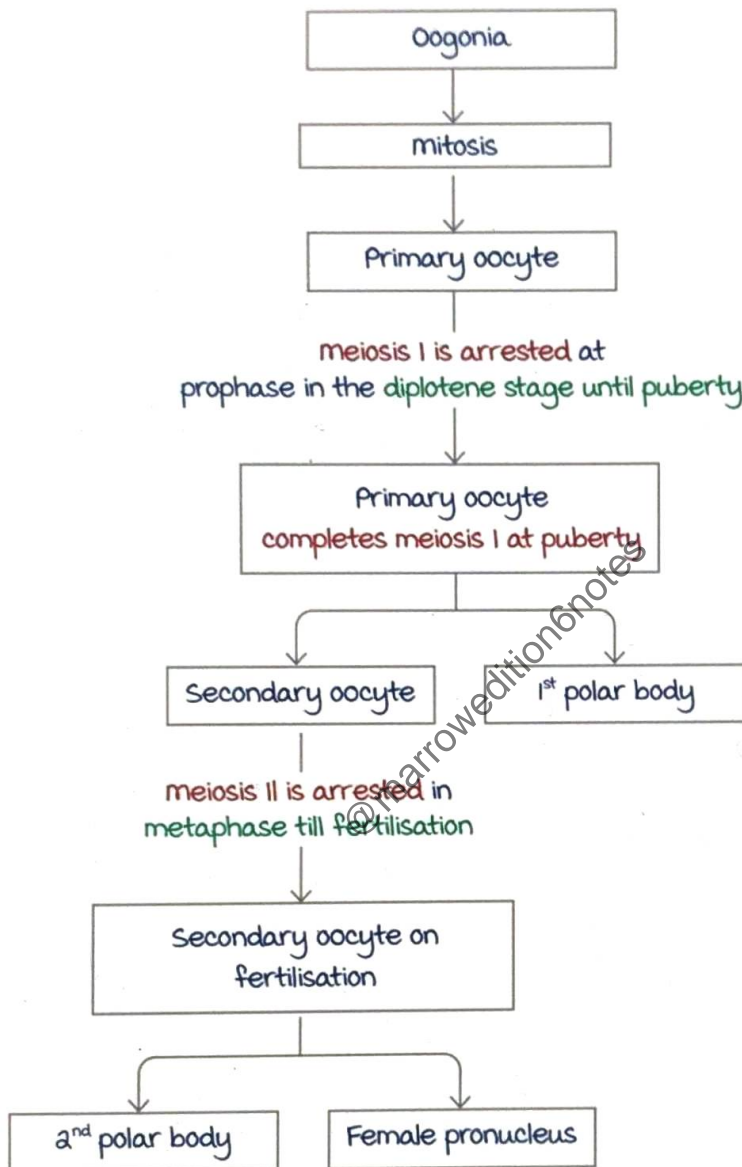 Oogonia
mitosis
Primary oocyte
meiosis I is arrested at
prophase in the diplotene stage until puberty
Primary oocyte
completes meiosis I at puberty
Secondary oocyte
1st polar body
meiosis II is arrested in
metaphase till fertilisation
Secondary oocyte on
fertilisation
2nd polar body
Female pronucleus
@marrowedition6notes